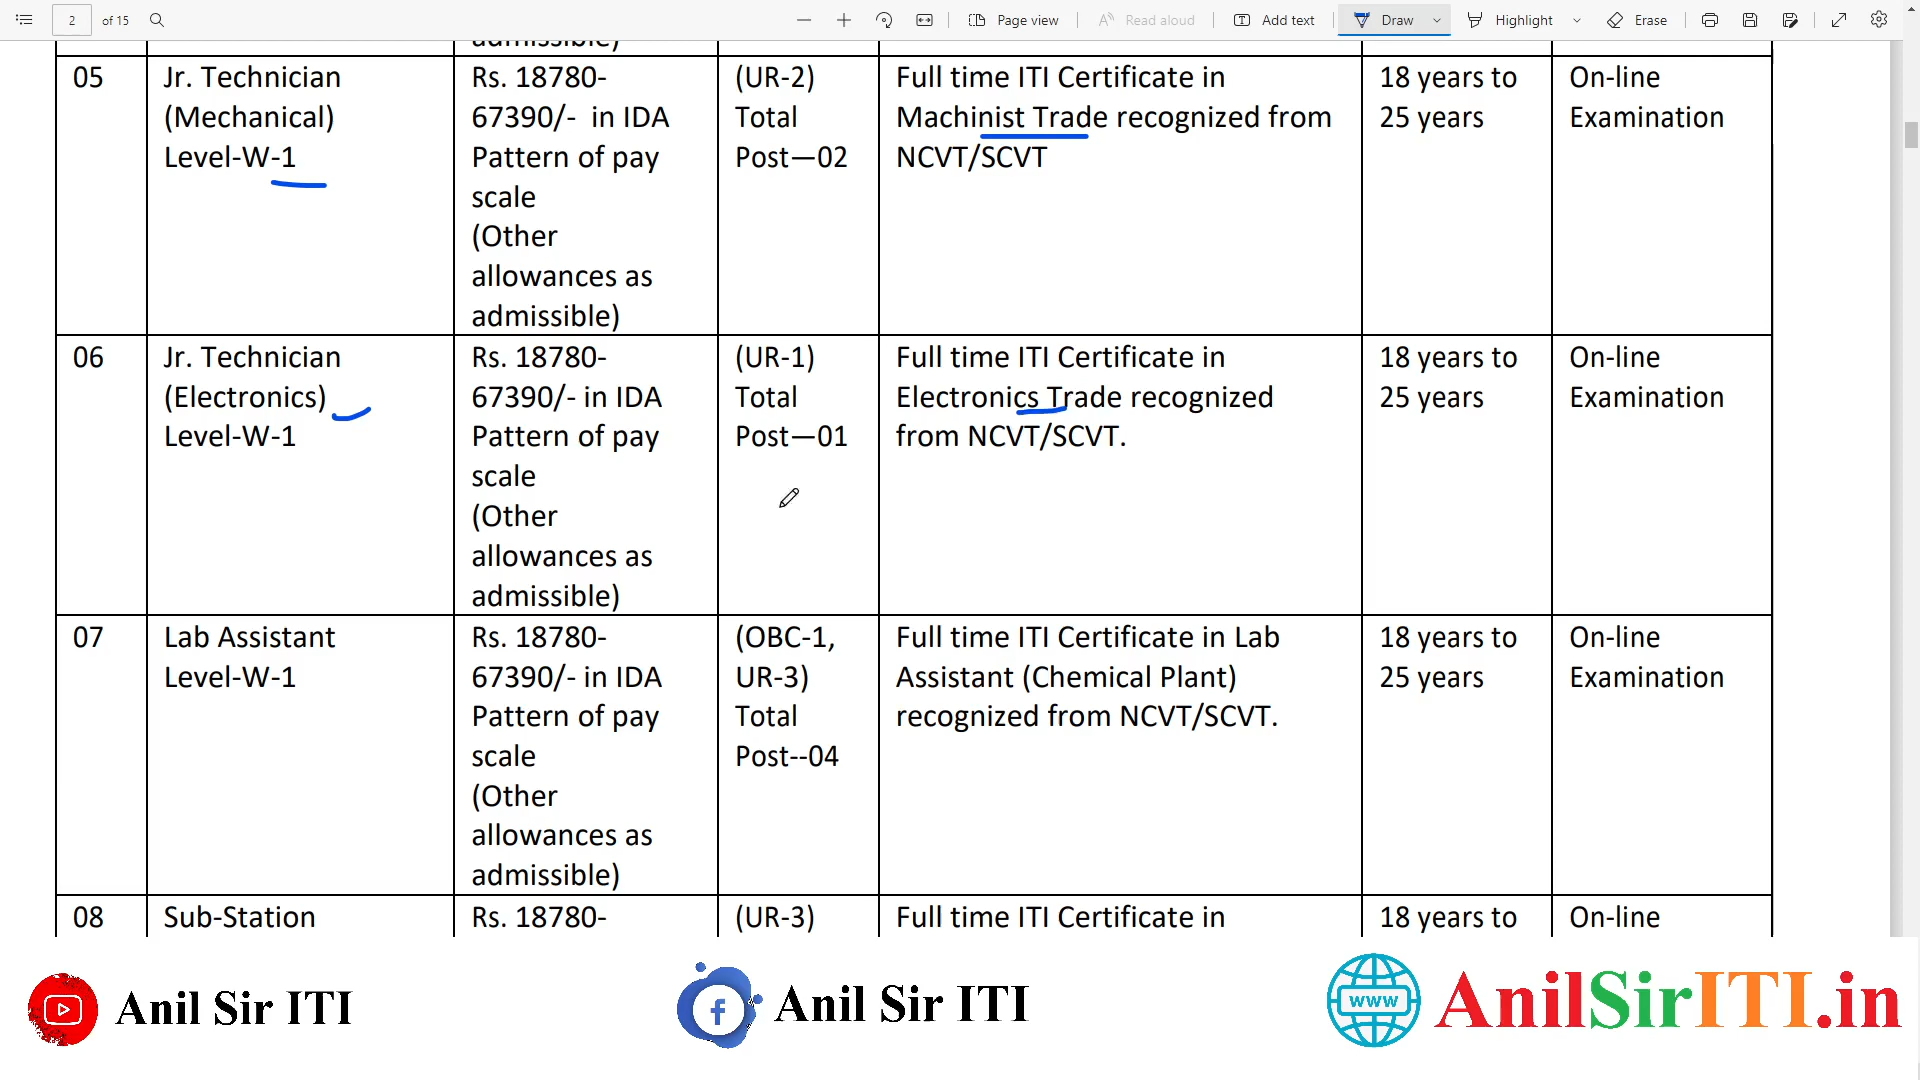 2 of 15 Page view Read aloud Add text Draw Highlight Erase
admissible)
05 Jr. Technician Rs. 18780- (UR-2) Full time ITI Certificate in 18 years to On-line
(Mechanical) 67390/- in IDA Total Machinist Trade recognized from 25 years Examination
Level-W-1 Pattern of pay Post—02 NCVT/SCVT
scale
(Other
allowances as
admissible)
06 Jr. Technician Rs. 18780- (UR-1) Full time ITI Certificate in 18 years to On-line
(Electronics) 67390/- in IDA Total Electronics Trade recognized 25 years Examination
Level-W-1 Pattern of pay Post—01 from NCVT/SCVT.
scale
(Other
allowances as
admissible)
07 Lab Assistant Rs. 18780- (OBC-1, Full time ITI Certificate in Lab 18 years to On-line
Level-W-1 67390/- in IDA UR-3) Assistant (Chemical Plant) 25 years Examination
Pattern of pay Total recognized from NCVT/SCVT.
scale Post--04
(Other
allowances as
admissible)
08 Sub-Station Rs. 18780- (UR-3) Full time ITI Certificate in 18 years to On-line
Anil Sir ITI f Anil Sir ITI www AnilSirITI.in